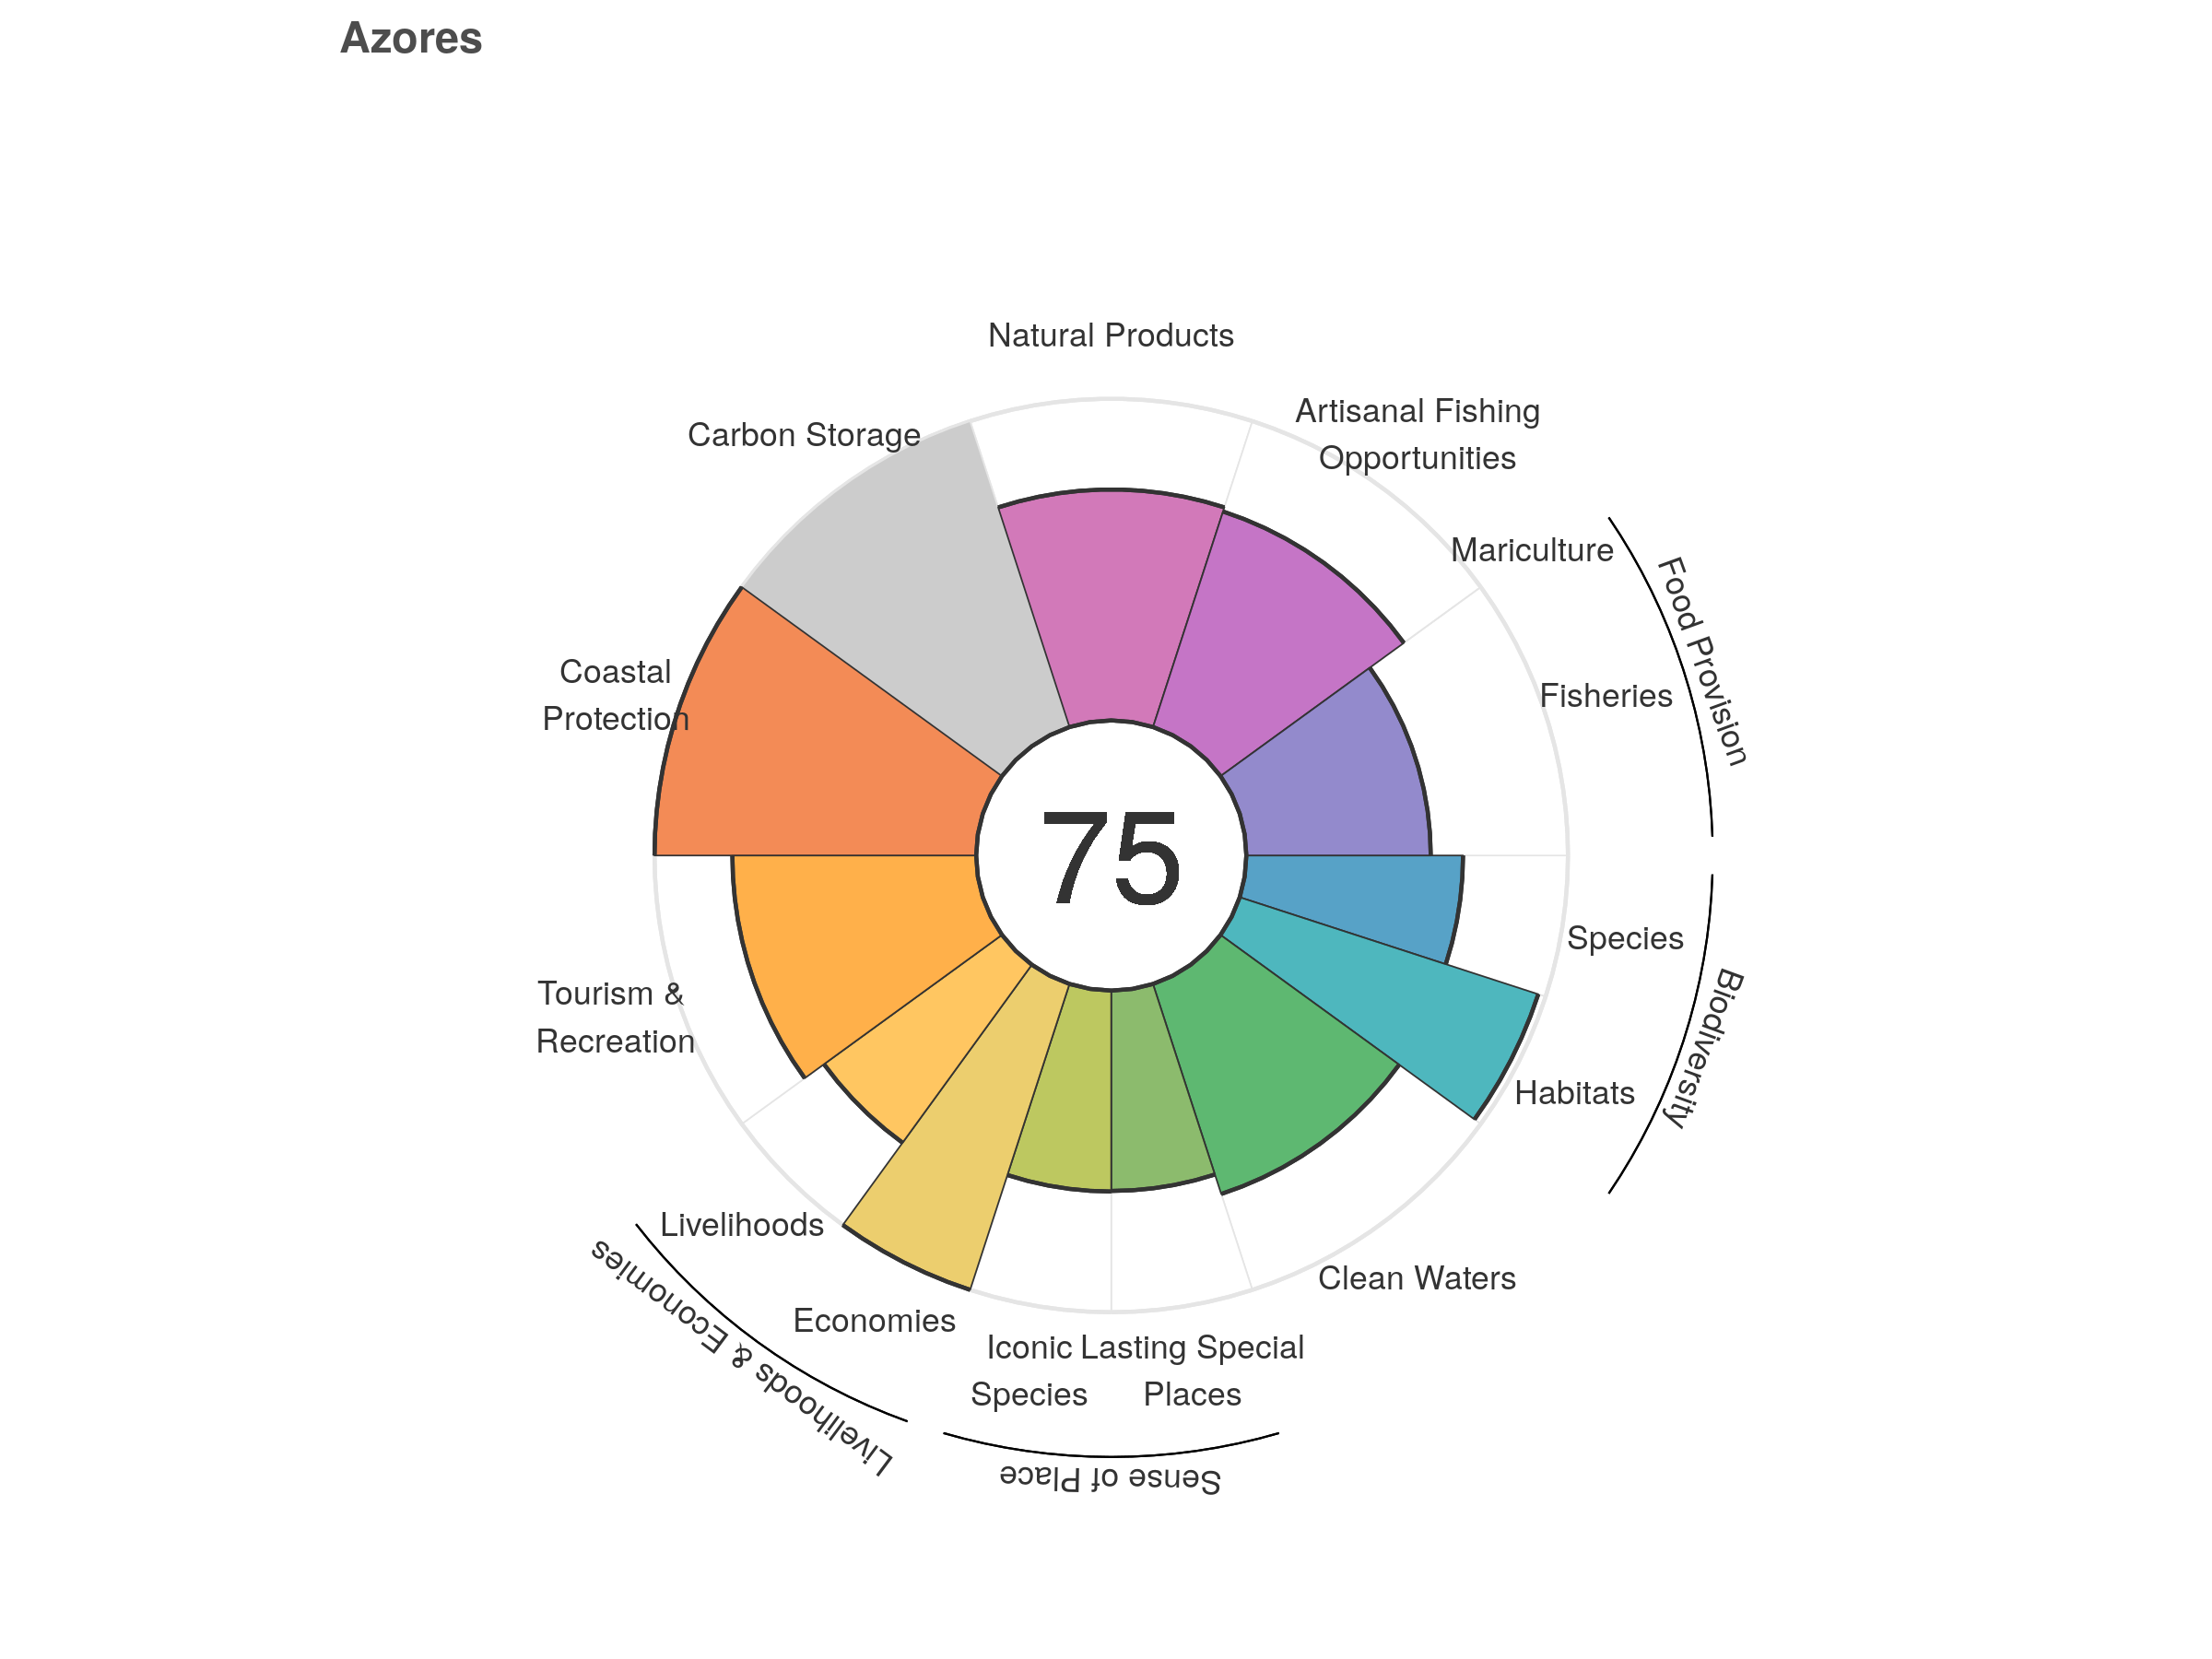 Azores
Natural Products
Artisanal Fishing
Opportunities
Carbon Storage
Mariculture
Food Provision
Fisheries
Coastal
Protection
75
Species
Biodiversity
Habitats
Tourism &
Recreation
Livelihoods
Clean Waters
Economies
Livelihoods & Economies
Iconic
Species
Lasting Special
Places
Sense of Place